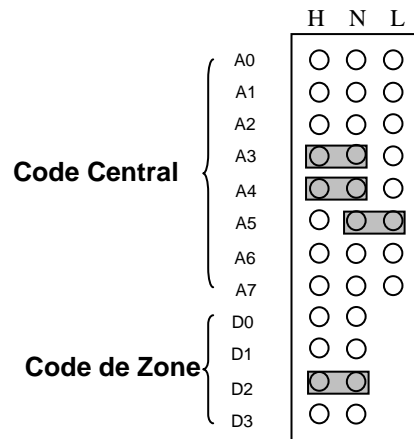 H N L
A0
A1
A2
A3
Code Central
A4
A5
A6
A7
D0
D1
Code de Zone
D2
D3